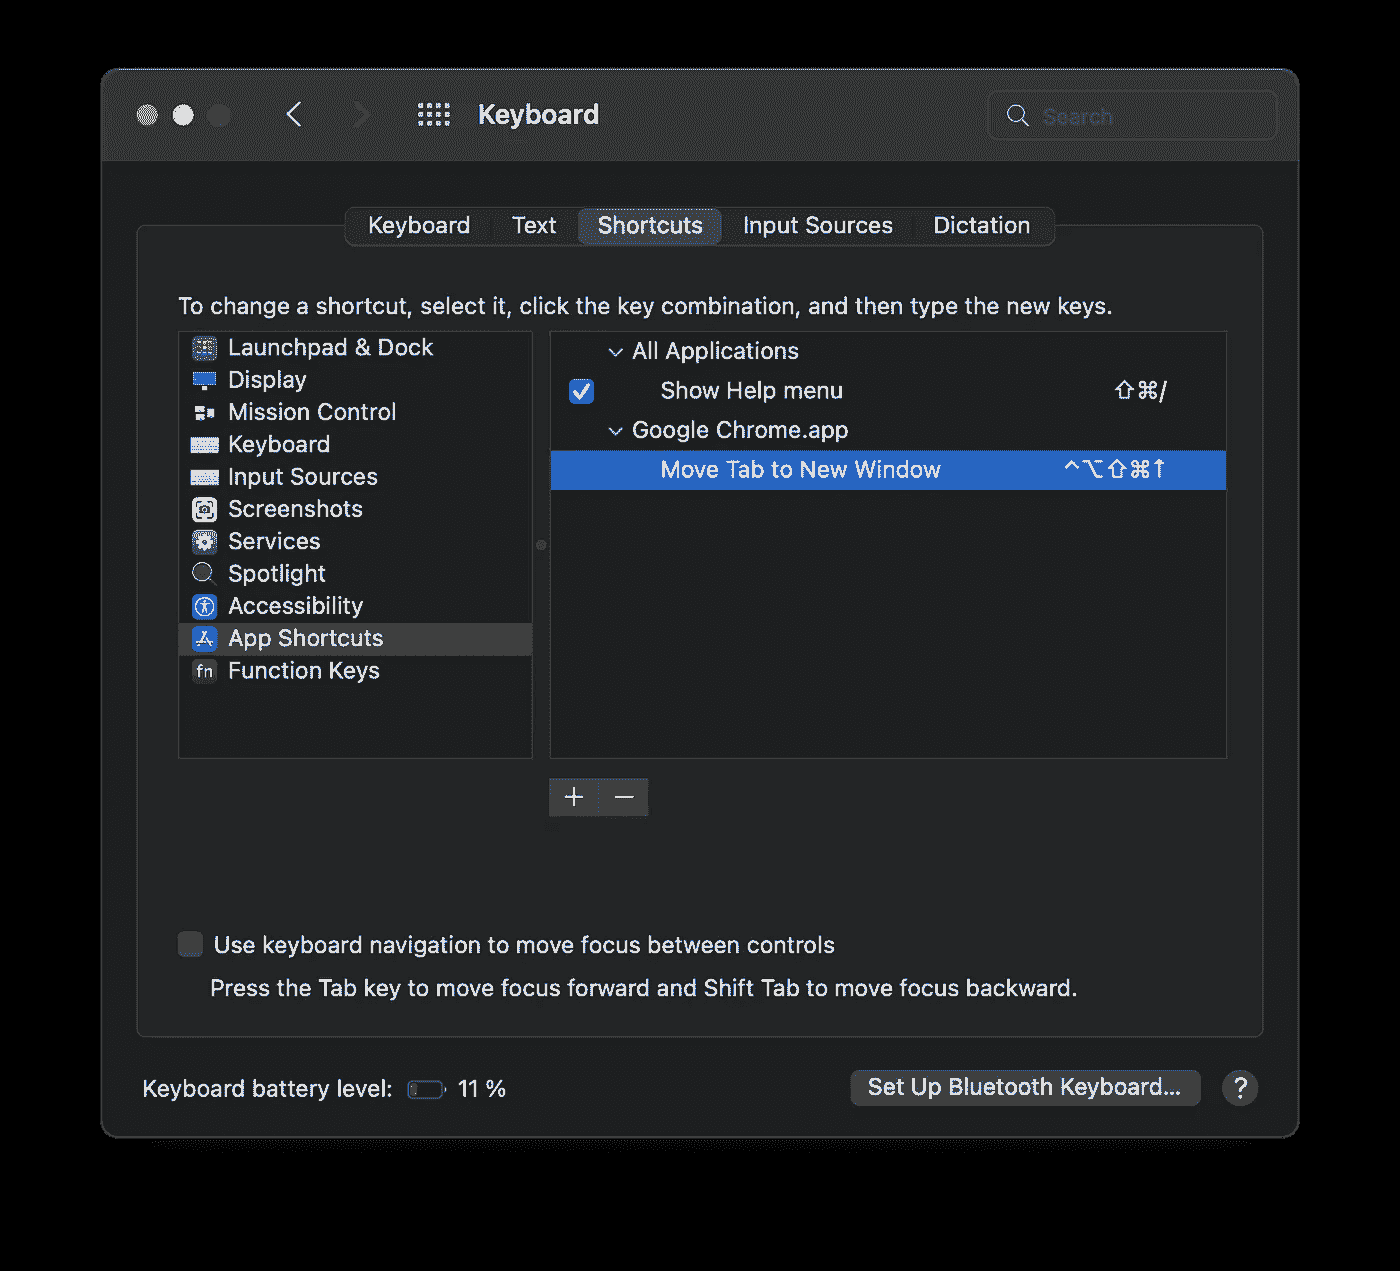 Keyboard
Search
Keyboard Text Shortcuts Input Sources Dictation
To change a shortcut, select it, click the key combination, and then type the new keys.
Launchpad & Dock
Display
Mission Control
Keyboard
Input Sources
Screenshots
Services
Spotlight
Accessibility
App Shortcuts
fn Function Keys
All Applications
Show Help menu ⇧⌘/
Google Chrome.app
Move Tab to New Window ^⌥⇧⌘↑
+ −
Use keyboard navigation to move focus between controls
Press the Tab key to move focus forward and Shift Tab to move focus backward.
Keyboard battery level: 11 %
Set Up Bluetooth Keyboard... ?